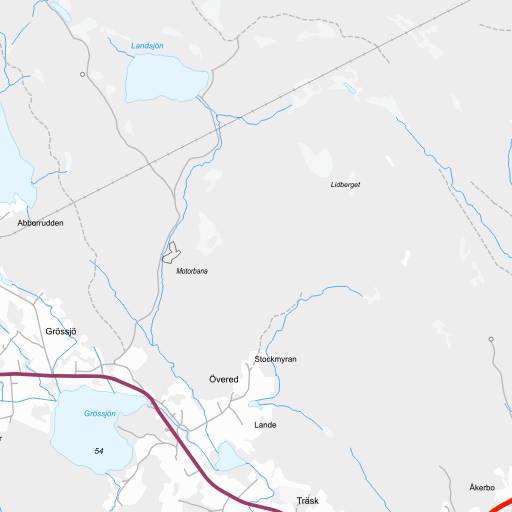 Landsjön
Lidberget
Abborrudden
Motorbana
Grössjö
Stockmyran
Övered
Grössjön
Lande
r
54
Åkerbo
Träsk